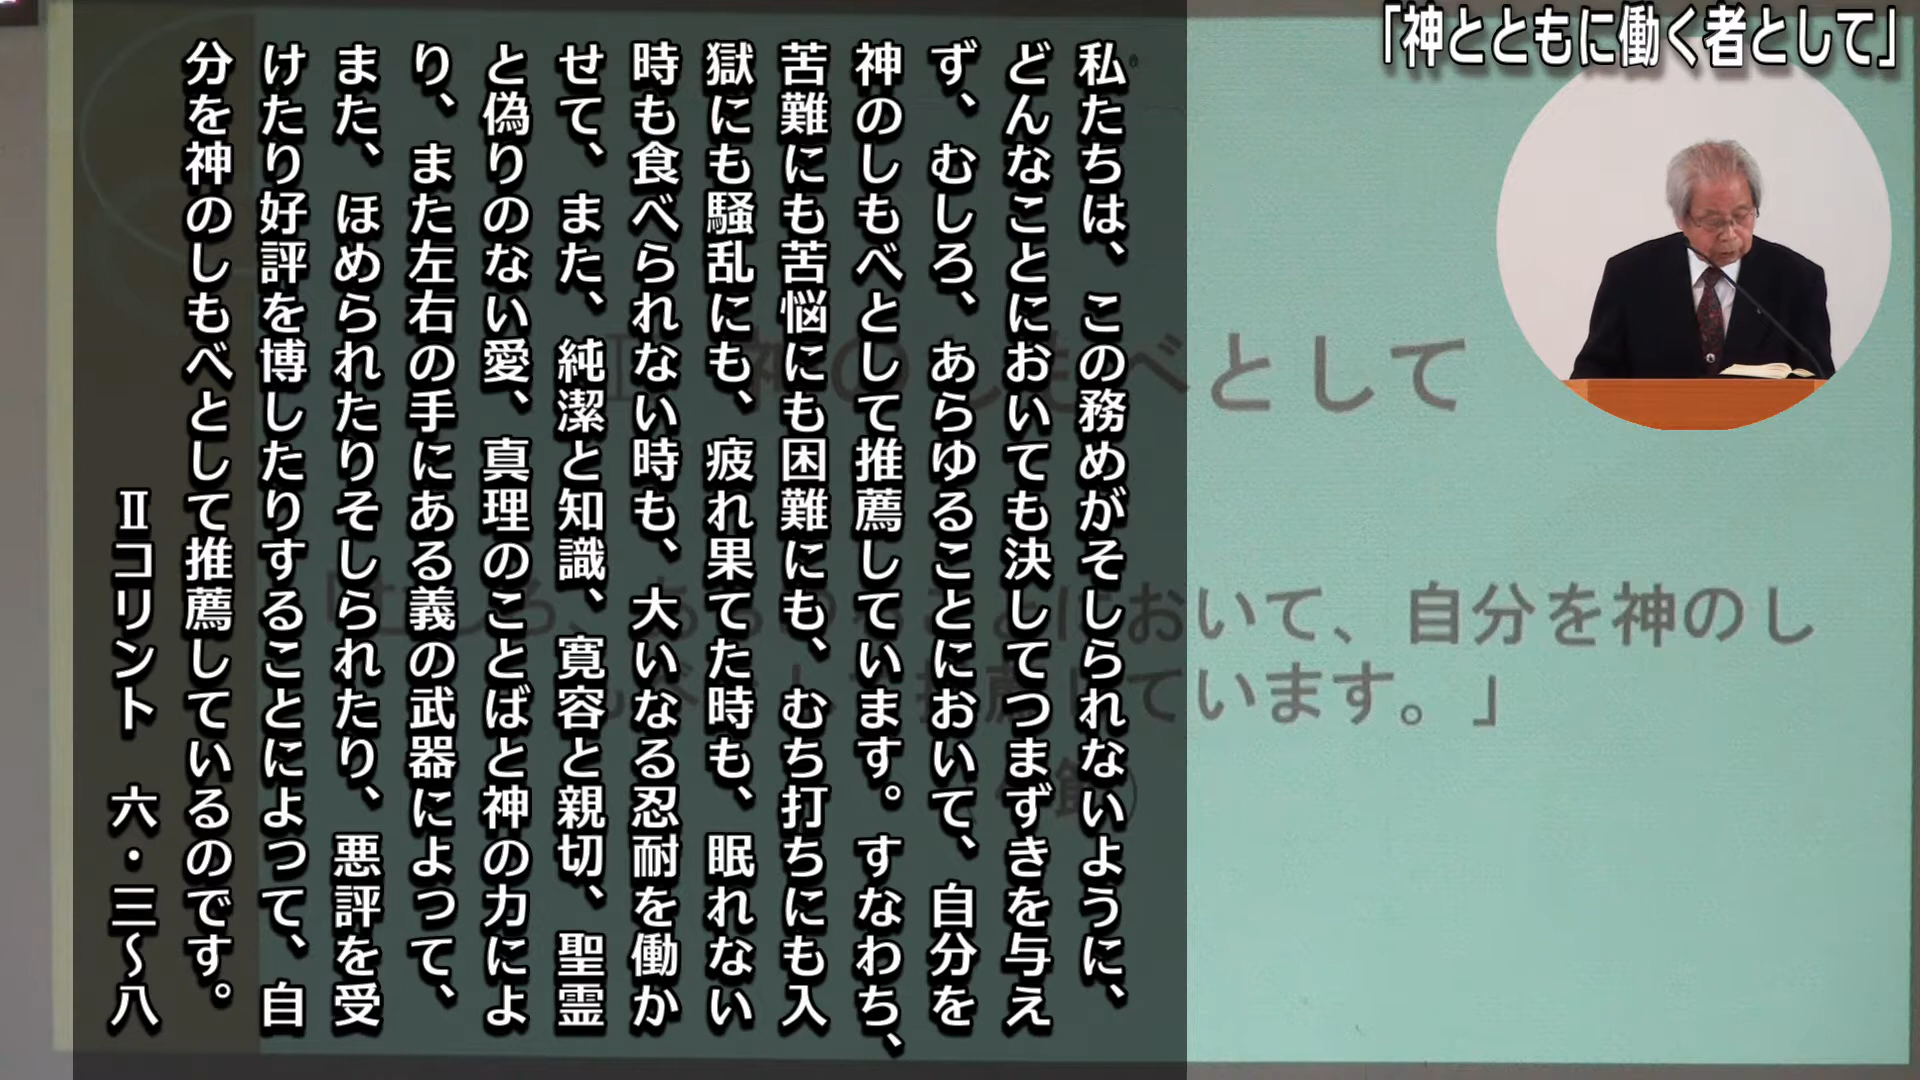 「神とともに働く者として」
私たちは、この務めがそしられないように、
どんなことにおいても決してつまずきを与え
ず、むしろ、あらゆることにおいて、自分を
神のしもべとして推薦しています。すなわち、
苦難にも苦悩にも困難にも、むち打ちにも入
獄にも騒乱にも、疲れ果てた時も、眠れない
時も食べられない時も、大いなる忍耐を働か
せて、また、純潔と知識、寛容と親切、聖霊
と偽りのない愛、真理のことばと神の力によ
り、また左右の手にある義の武器によって、
また、ほめられたりそしられたり、悪評を受
けたり好評を博したりすることによって、自
分を神のしもべとして推薦しているのです。
Ⅱコリント 六・三～八
べとして
おいて、自分を神のし
ています。」